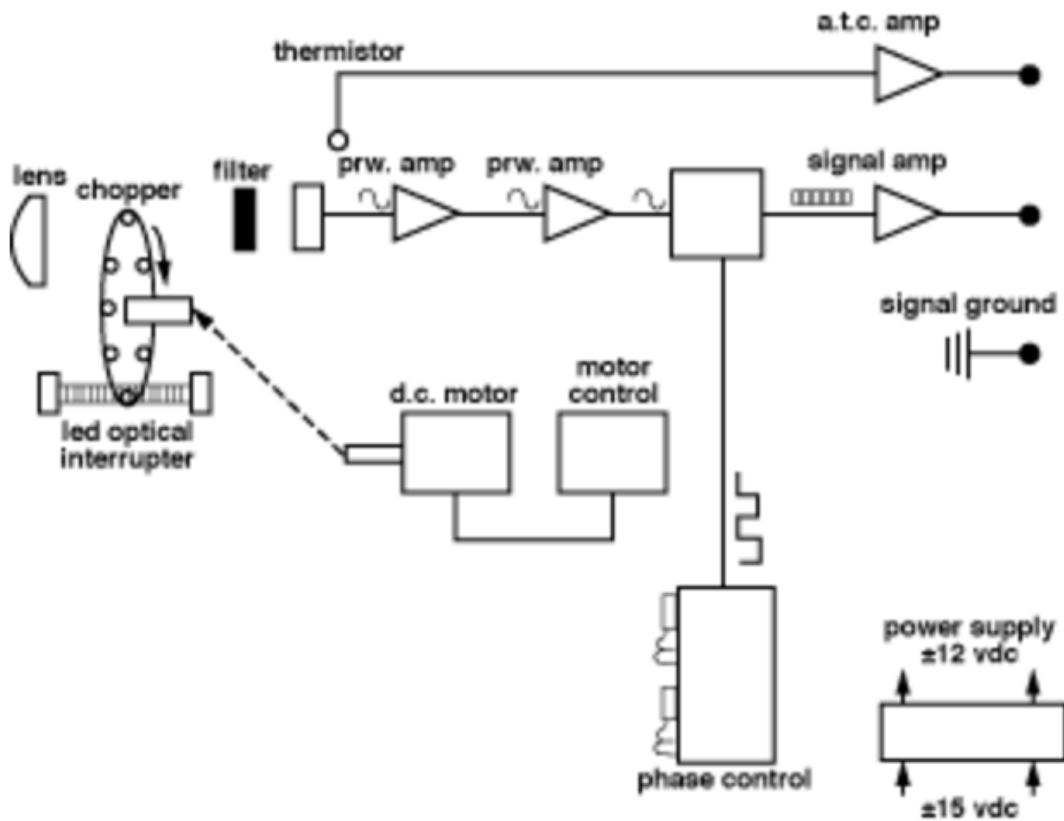 a.t.c. amp
thermistor
lens
chopper
filter
prw. amp
prw. amp
signal amp
signal ground
led optical
interrupter
d.c. motor
motor
control
phase control
power supply
±12 vdc
±15 vdc